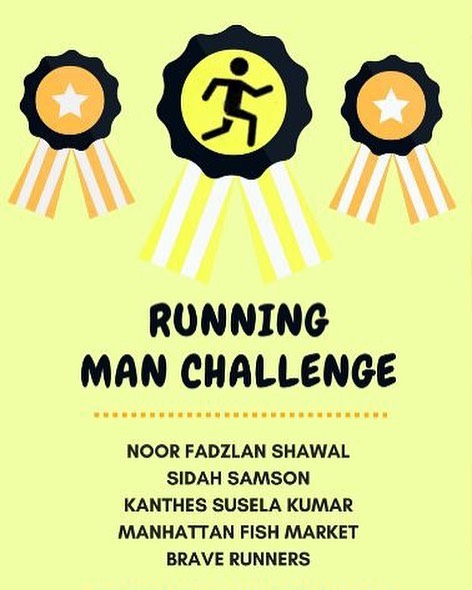 RUNNING
MAN CHALLENGE
NOOR FADZLAN SHAWAL
SIDAH SAMSON
KANTHES SUSELA KUMAR
MANHATTAN FISH MARKET
BRAVE RUNNERS